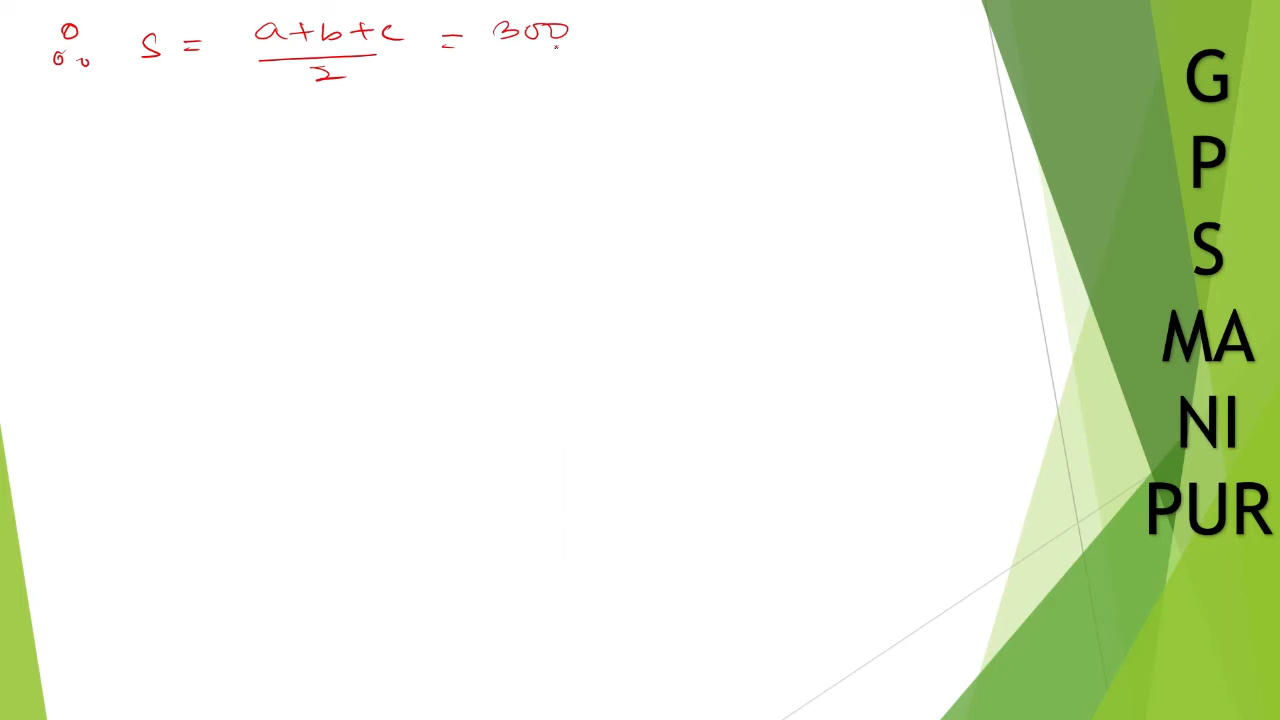 ∴ s = a+b+c / 2 = 300
G
P
S
MA
NI
PUR